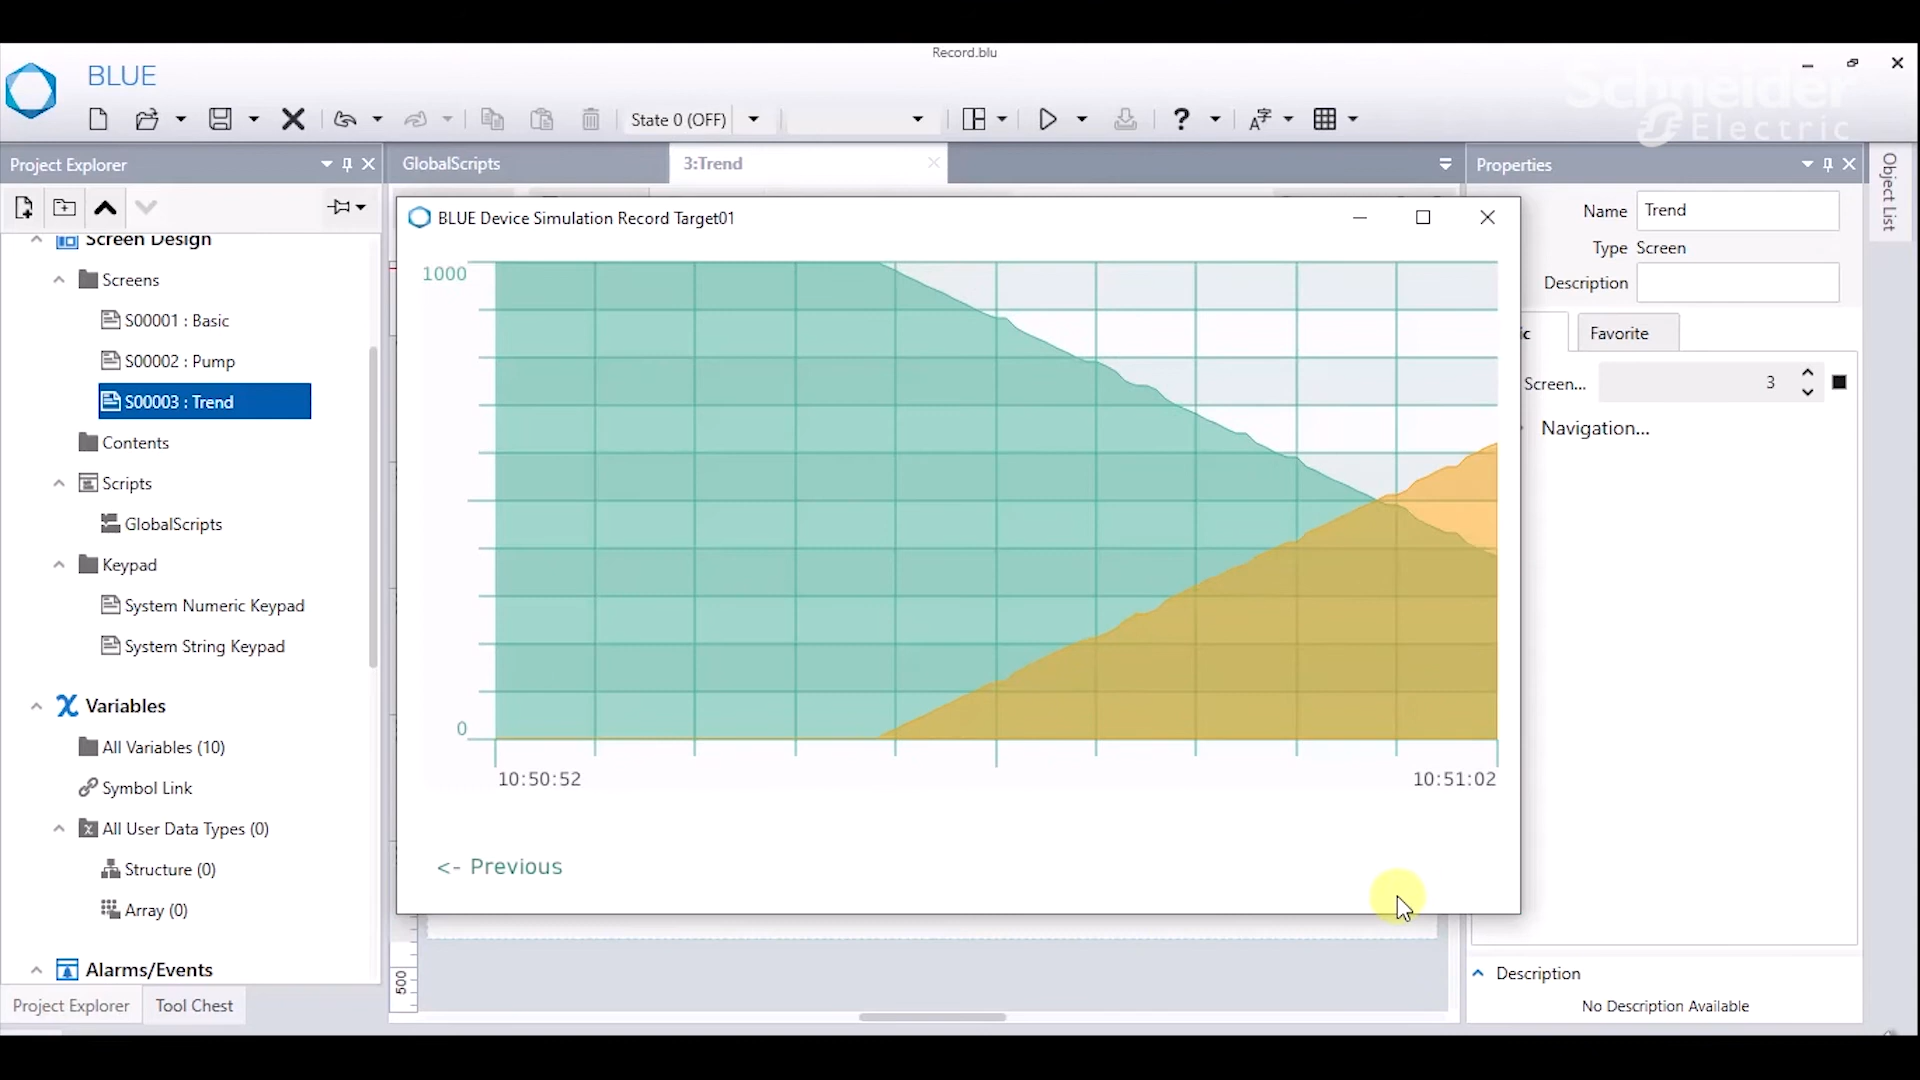 Record.blu
BLUE
Schneider
Electric
State 0 (OFF)
Project Explorer
GlobalScripts
3:Trend
Properties
Object List
Name
Trend
Type
Screen
Description
BLUE Device Simulation Record Target01
Screen Design
Screens
S00001 : Basic
S00002 : Pump
S00003 : Trend
Contents
Scripts
GlobalScripts
Keypad
System Numeric Keypad
System String Keypad
Variables
All Variables (10)
Symbol Link
All User Data Types (0)
Structure (0)
Array (0)
Alarms/Events
Project Explorer
Tool Chest
1000
0
10:50:52
10:51:02
<- Previous
500
ic
Favorite
Screen...
3
Navigation...
Description
No Description Available